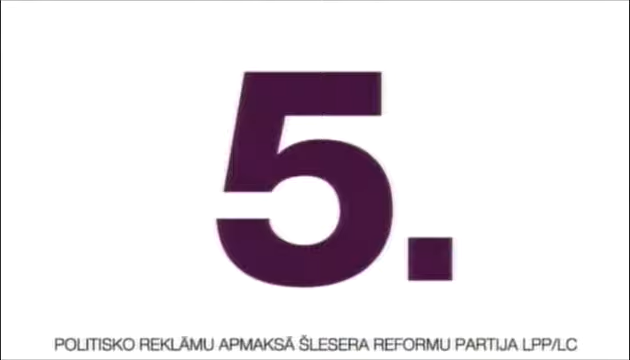 5.
POLITISKO REKLĀMU APMAKSĀ ŠLESERA REFORMU PARTIJA LPP/LC